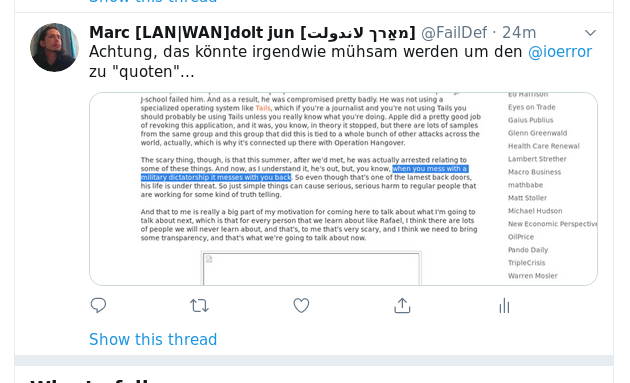 Show this thread
Marc [LAN|WAN]dolt jun [מאַרך لاندولت] @FailDef · 24m
Achtung, das könnte irgendwie mühsam werden um den @ioerror
zu "quoten"...
J-school failed him. And as a result, he was compromised pretty badly. He was not using a
specialized operating system like Tails, which if you're a journalist and you're not using Tails you
should probably be using Tails unless you really know what you're doing. Apple did a pretty good job
of revoking this application, and it was, you know, in theory it stopped, but there are lots of samples
from the same group and this group that did this is tied to a whole bunch of other attacks across the
world, actually, which is why it's connected up there with Operation Hangover.
The scary thing, though, is that this summer, after we'd met, he was actually arrested relating to
some of these things. And now, as I understand it, he's out, but, you know, when you mess with a
military dictatorship it messes with you back. So even though that's one of the lamest back doors,
his life is under threat. So just simple things can cause serious, serious harm to regular people that
are working for some kind of truth telling.
And that to me is really a big part of my motivation for coming here to talk about what I'm going to
talk about next, which is that for every person that we learn about like Rafael, I think there are lots
of people we will never learn about, and that's, to me that's very scary, and I think we need to bring
some transparency, and that's what we're going to talk about now.
Ed Harrison
Eyes on Trade
Gaius Publius
Glenn Greenwald
Health Care Renewal
Lambert Strether
Macro Business
mathbabe
Matt Stoller
Michael Hudson
New Economic Perspective
OilPrice
Pando Daily
TripleCrisis
Warren Mosler
Show this thread